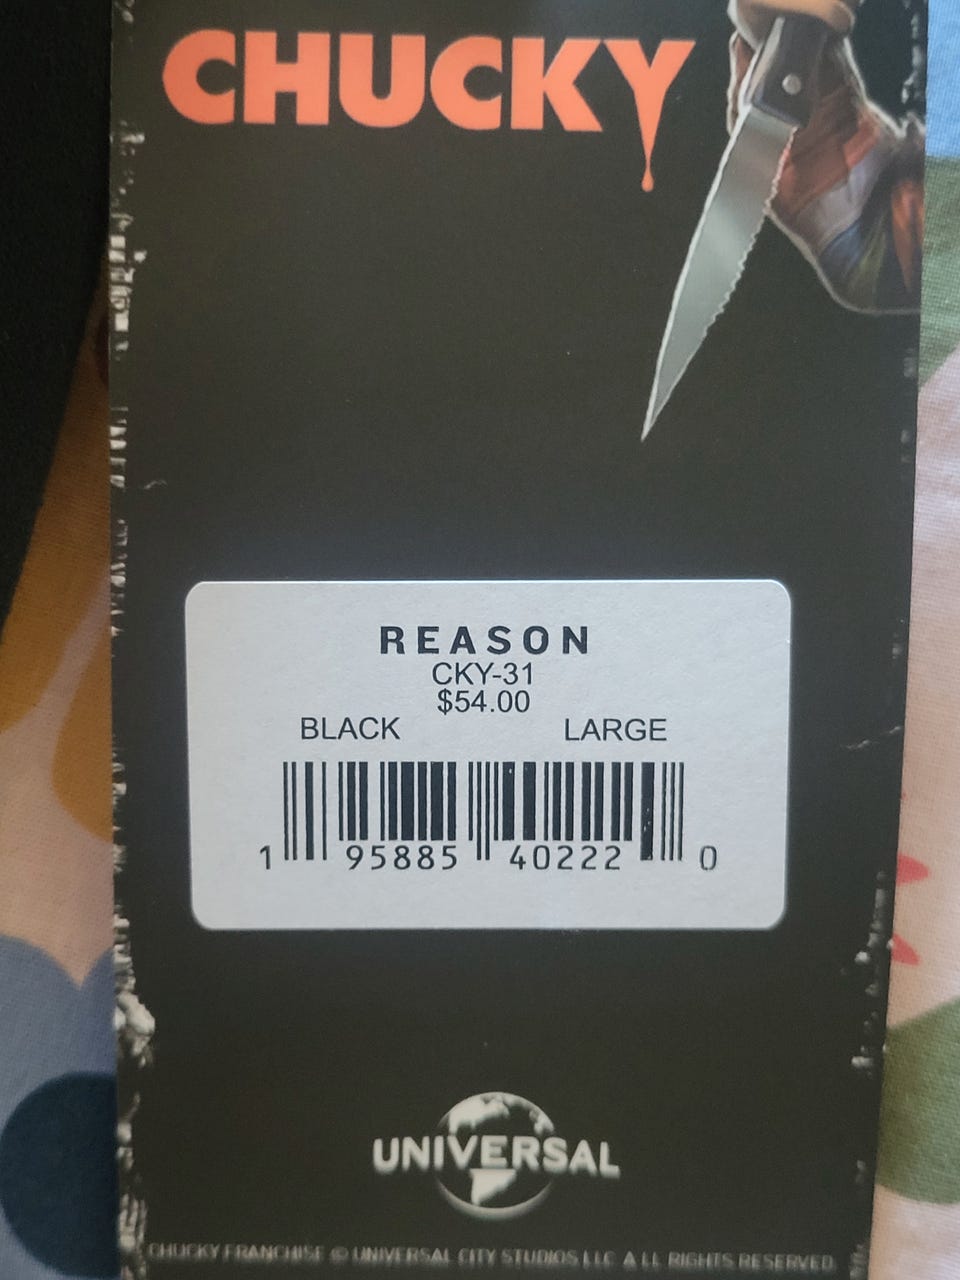 CHUCKY
REASON
CKY-31
$54.00
BLACK LARGE
1 95885 40222 0
UNIVERSAL
CHUCKY FRANCHISE © UNIVERSAL CITY STUDIOS LLC A LL RIGHTS RESERVED.